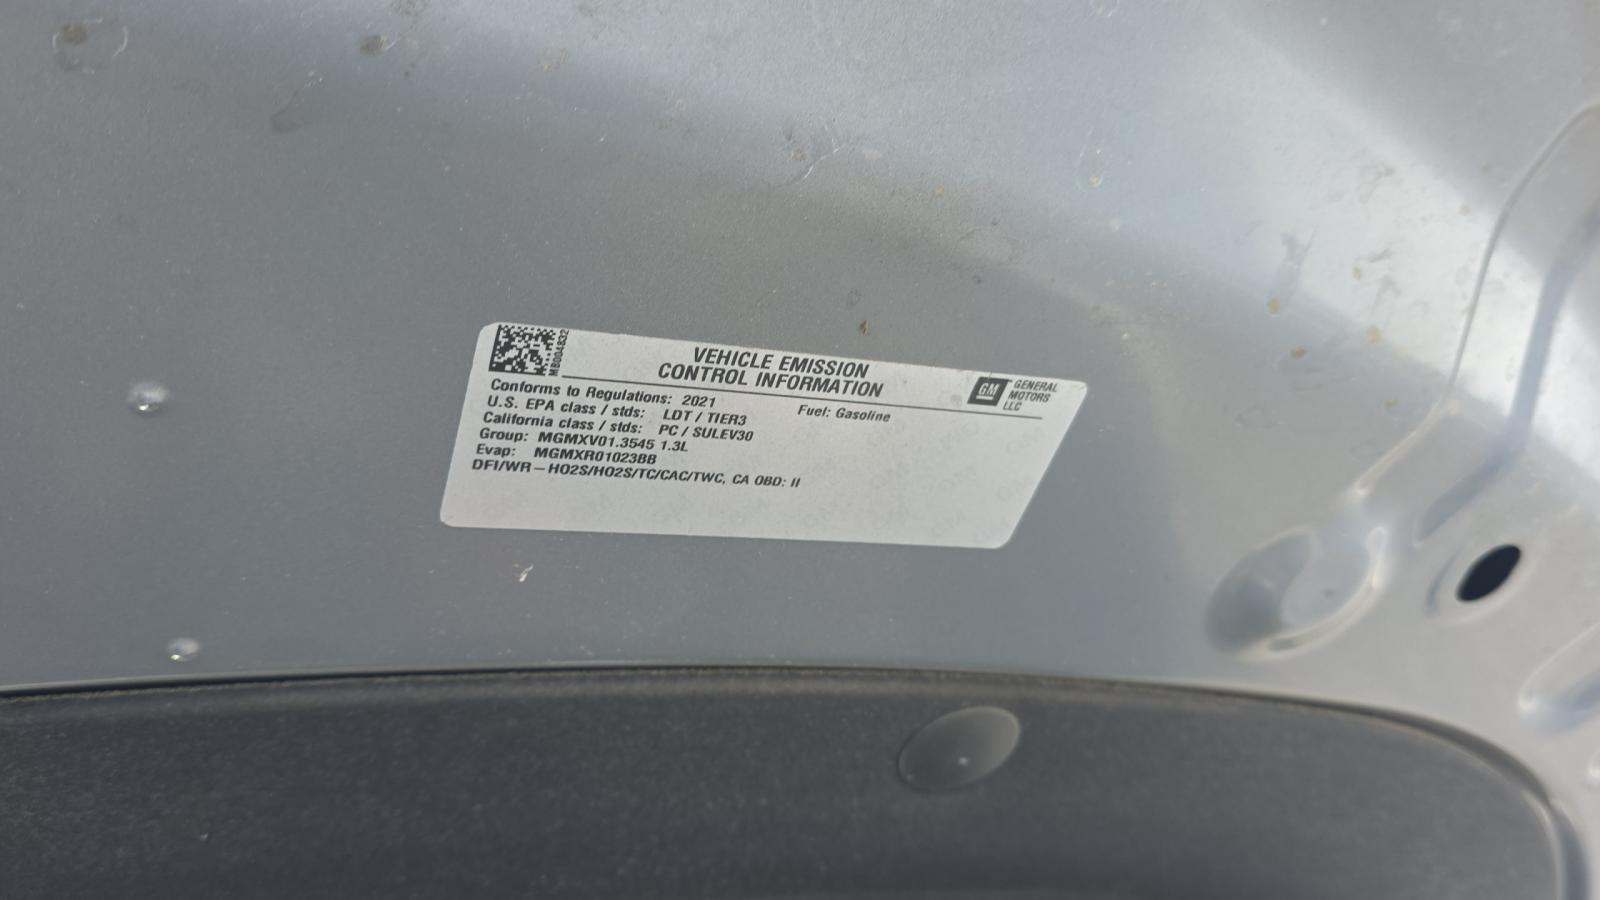 MB0004832
VEHICLE EMISSION
CONTROL INFORMATION
GM GENERAL
MOTORS
LLC
Conforms to Regulations: 2021
Fuel: Gasoline
U.S. EPA class / stds: LDT / TIER3
California class / stds: PC / SULEV30
Group: MGMXV01.3545 1.3L
Evap: MGMXR01023BB
DFI/WR-HO2S/HO2S/TC/CAC/TWC, CA OBD: II